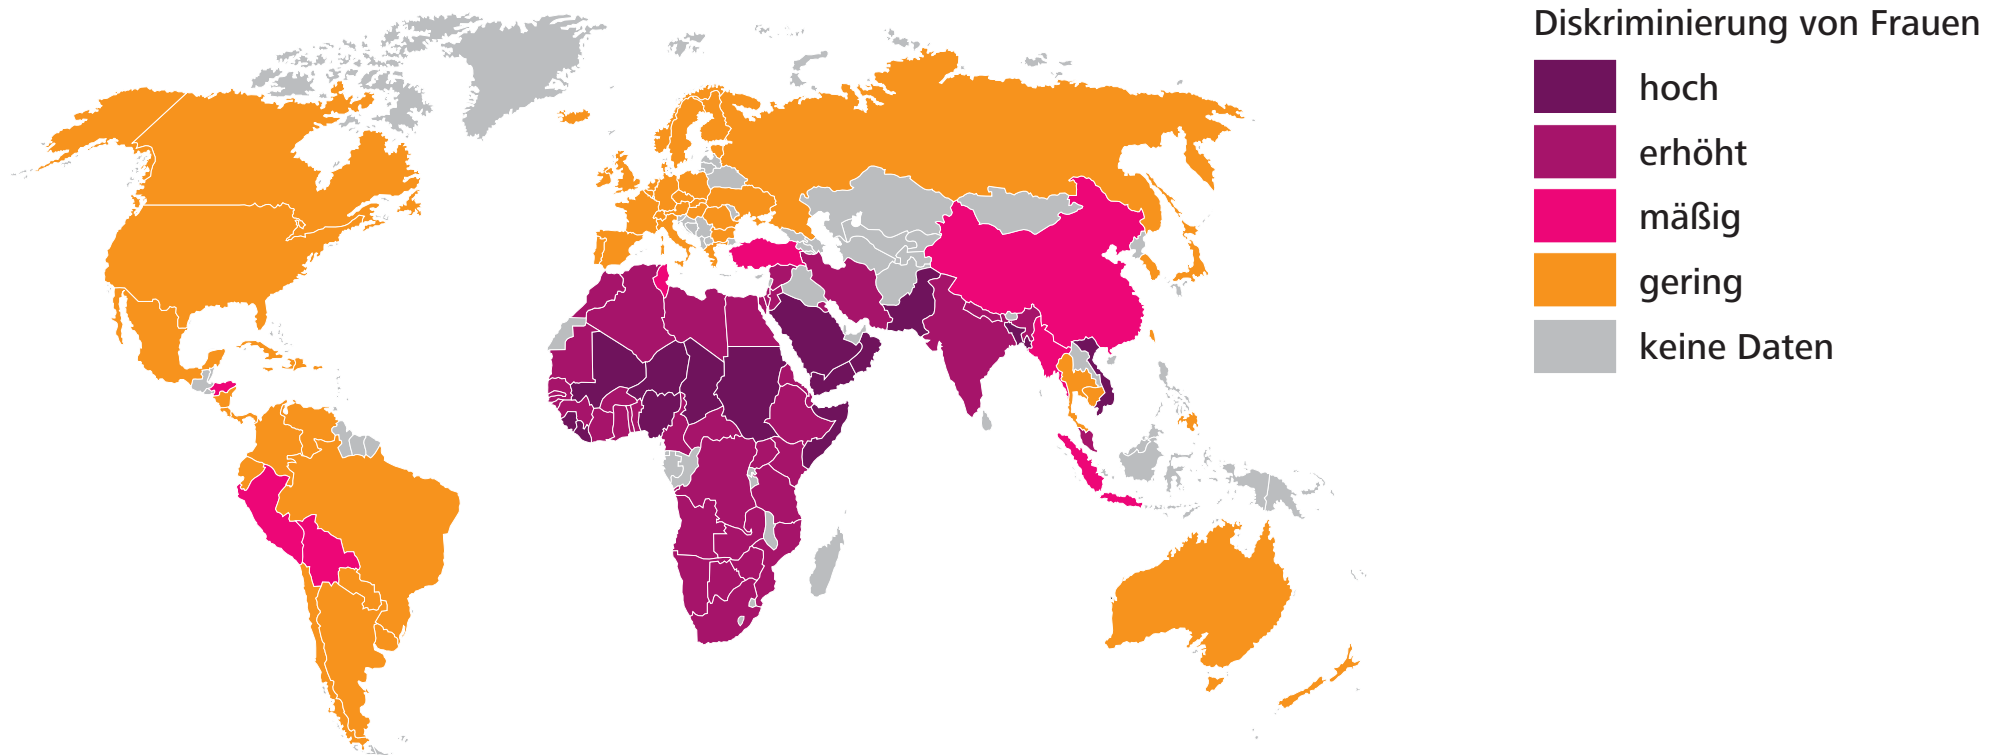 Diskriminierung von Frauen
hoch
erhöht
mäßig
gering
keine Daten